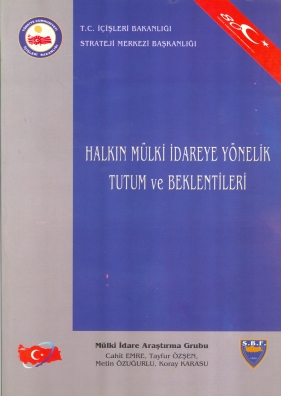 T.C. İÇİŞLERİ BAKANLIĞI
STRATEJİ MERKEZİ BAŞKANLIĞI
80
HALKIN MÜLKİ İDAREYE YÖNELİK
TUTUM ve BEKLENTİLERİ
Mülki İdare Araştırma Grubu
Cahit EMRE, Tayfur ÖZŞEN,
Metin ÖZUĞURLU, Koray KARASU
S.B.F.